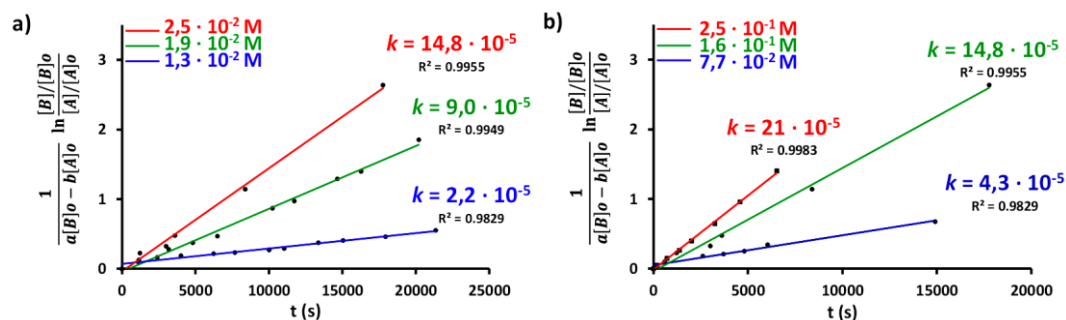 a)
2,5 · 10⁻² M
1,9 · 10⁻² M
1,3 · 10⁻² M
1
a[B]o − b[A]o
ln
[B]/[B]o
[A]/[A]o
3
2
1
0
k = 14,8 · 10⁻⁵
R² = 0.9955
k = 9,0 · 10⁻⁵
R² = 0.9949
k = 2,2 · 10⁻⁵
R² = 0.9829
0 5000 10000 15000 20000 25000
t (s)
b)
2,5 · 10⁻¹ M
1,6 · 10⁻¹ M
7,7 · 10⁻² M
1
a[B]o − b[A]o
ln
[B]/[B]o
[A]/[A]o
3
2
1
0
k = 14,8 · 10⁻⁵
R² = 0.9955
k = 21 · 10⁻⁵
R² = 0.9983
k = 4,3 · 10⁻⁵
R² = 0.9829
0 5000 10000 15000 20000
t (s)